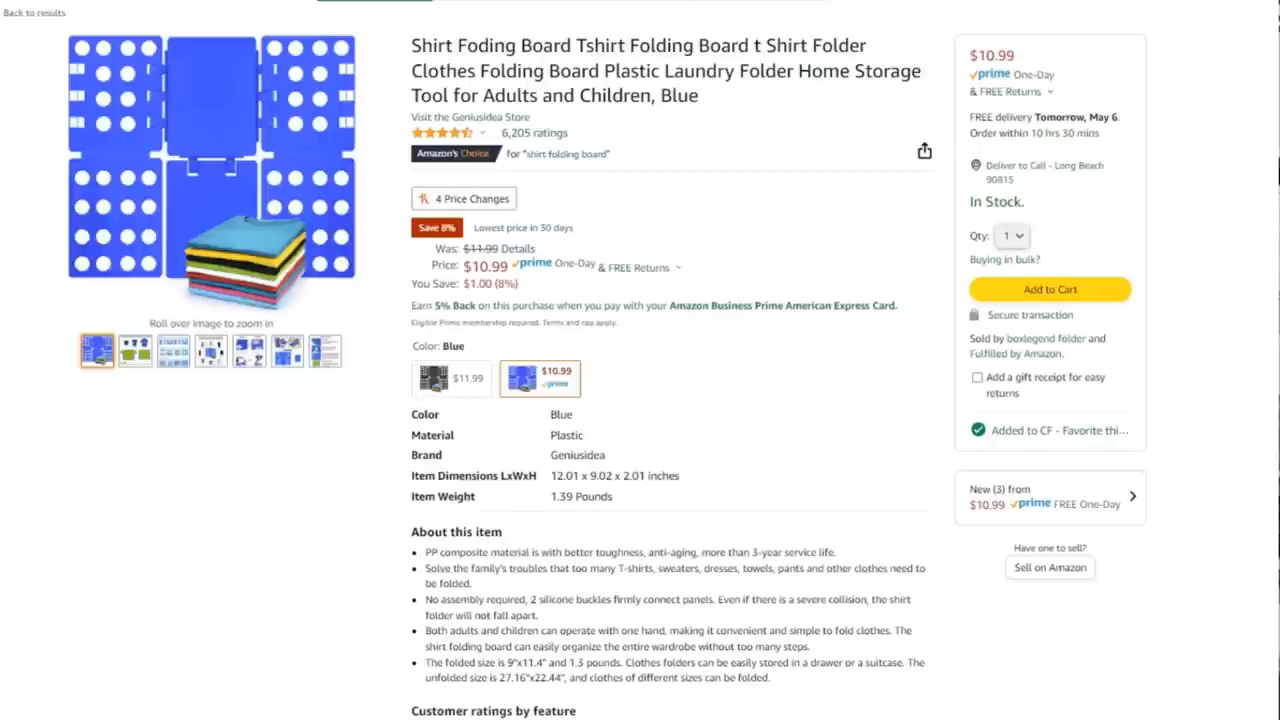 Back to results
Shirt Foding Board Tshirt Folding Board t Shirt Folder
Clothes Folding Board Plastic Laundry Folder Home Storage
Tool for Adults and Children, Blue
Visit the Geniusidea Store
6,205 ratings
Amazon's Choice for "shirt folding board"
4 Price Changes
Save 8% Lowest price in 30 days
Was: $11.99 Details
Price: $10.99 prime One-Day & FREE Returns
You Save: $1.00 (8%)
Earn 5% Back on this purchase when you pay with your Amazon Business Prime American Express Card.
Eligible Prime membership required. Terms and cap apply.
Color: Blue
$11.99
$10.99
prime
Color Blue
Material Plastic
Brand Geniusidea
Item Dimensions LxWxH 12.01 x 9.02 x 2.01 inches
Item Weight 1.39 Pounds
About this item
PP composite material is with better toughness, anti-aging, more than 3-year service life.
Solve the family's troubles that too many T-shirts, sweaters, dresses, towels, pants and other clothes need to
be folded.
No assembly required, 2 silicone buckles firmly connect panels. Even if there is a severe collision, the shirt
folder will not fall apart.
Both adults and children can operate with one hand, making it convenient and simple to fold clothes. The
shirt folding board can easily organize the entire wardrobe without too many steps.
The folded size is 9"x11.4" and 1.3 pounds. Clothes folders can be easily stored in a drawer or a suitcase. The
unfolded size is 27.16"x22.44", and clothes of different sizes can be folded.
Customer ratings by feature
Roll over image to zoom in
$10.99
prime One-Day
& FREE Returns
FREE delivery Tomorrow, May 6.
Order within 10 hrs 30 mins
Deliver to Call - Long Beach
90815
In Stock.
Qty: 1
Buying in bulk?
Add to Cart
Secure transaction
Sold by boxlegend folder and
Fulfilled by Amazon.
Add a gift receipt for easy
returns
Added to CF - Favorite thi...
New (3) from
$10.99 prime FREE One-Day
Have one to sell?
Sell on Amazon